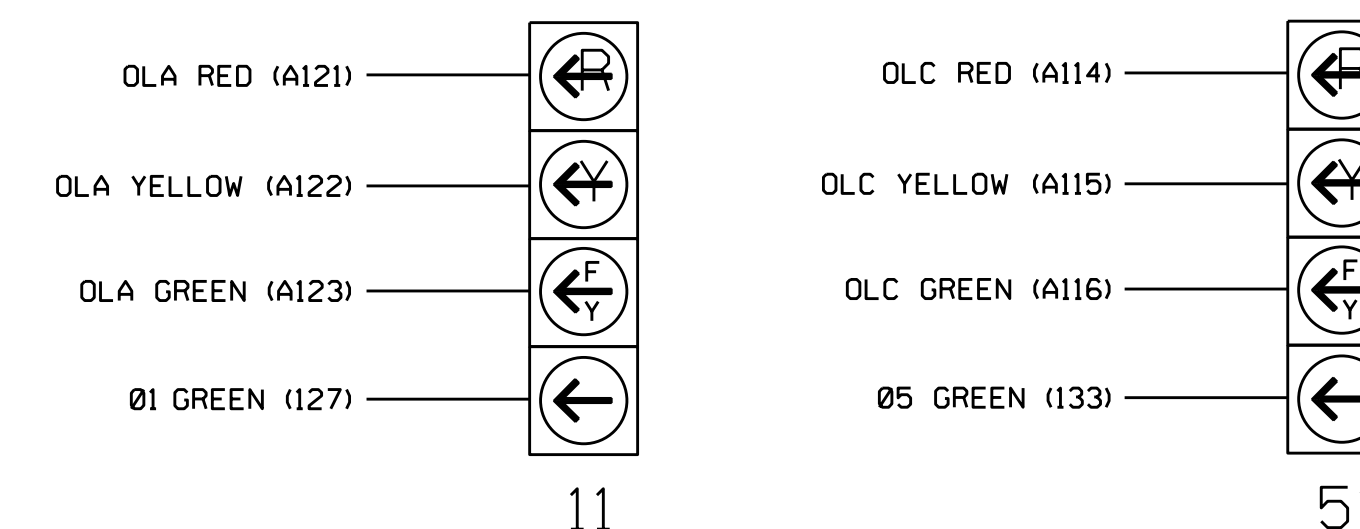 OLA RED (A121)
R
OLA YELLOW (A122)
Y
OLA GREEN (A123)
F
Y
Ø1 GREEN (127)
11
OLC RED (A114)
OLC YELLOW (A115)
Y
OLC GREEN (A116)
F
Y
Ø5 GREEN (133)
5